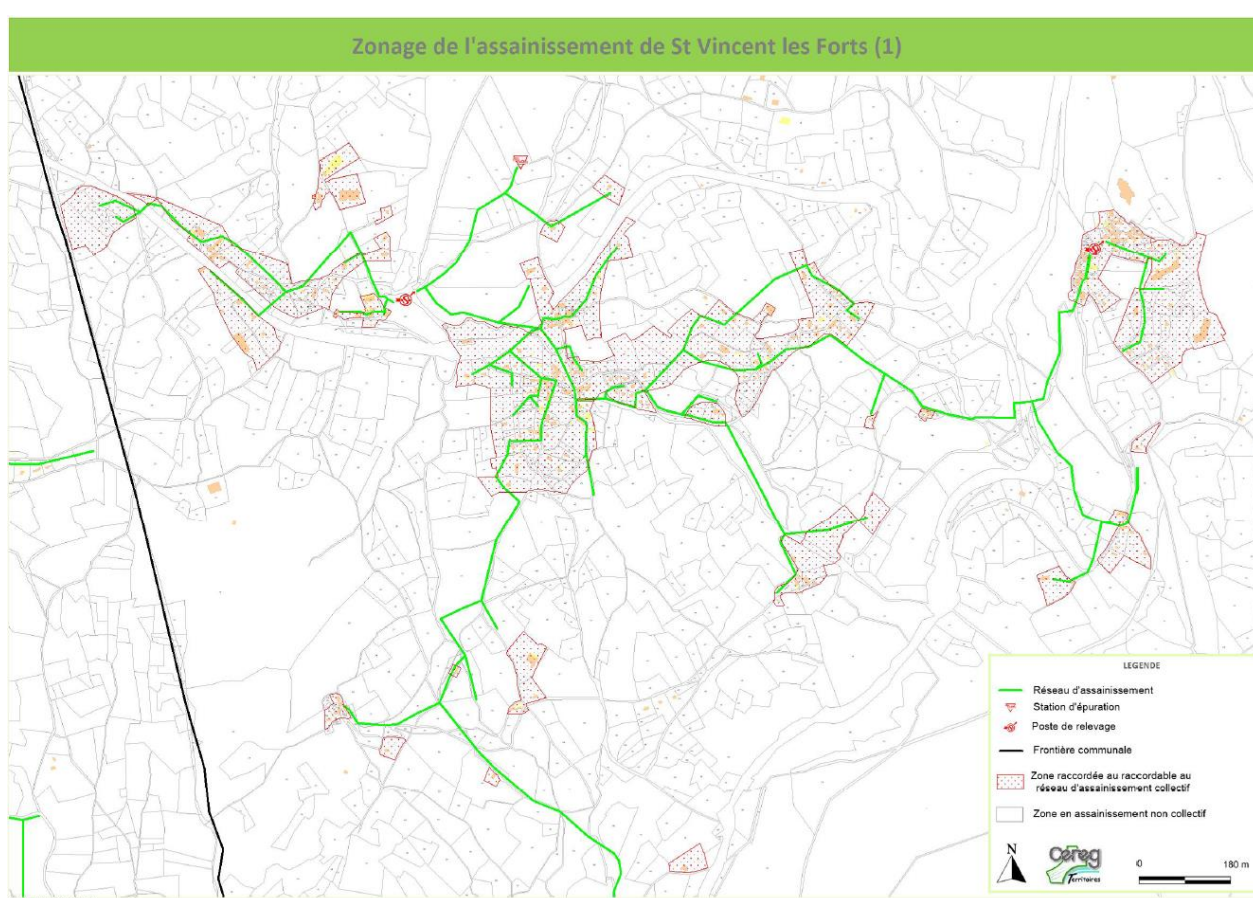 Zonage de l'assainissement de St Vincent les Forts (1)
LEGENDE
Réseau d'assainissement
Station d'épuration
Poste de relevage
Frontière communale
Zone raccordée au raccordable au
réseau d'assainissement collectif
Zone en assainissement non collectif
N
Cereg
Territoires
0 180 m